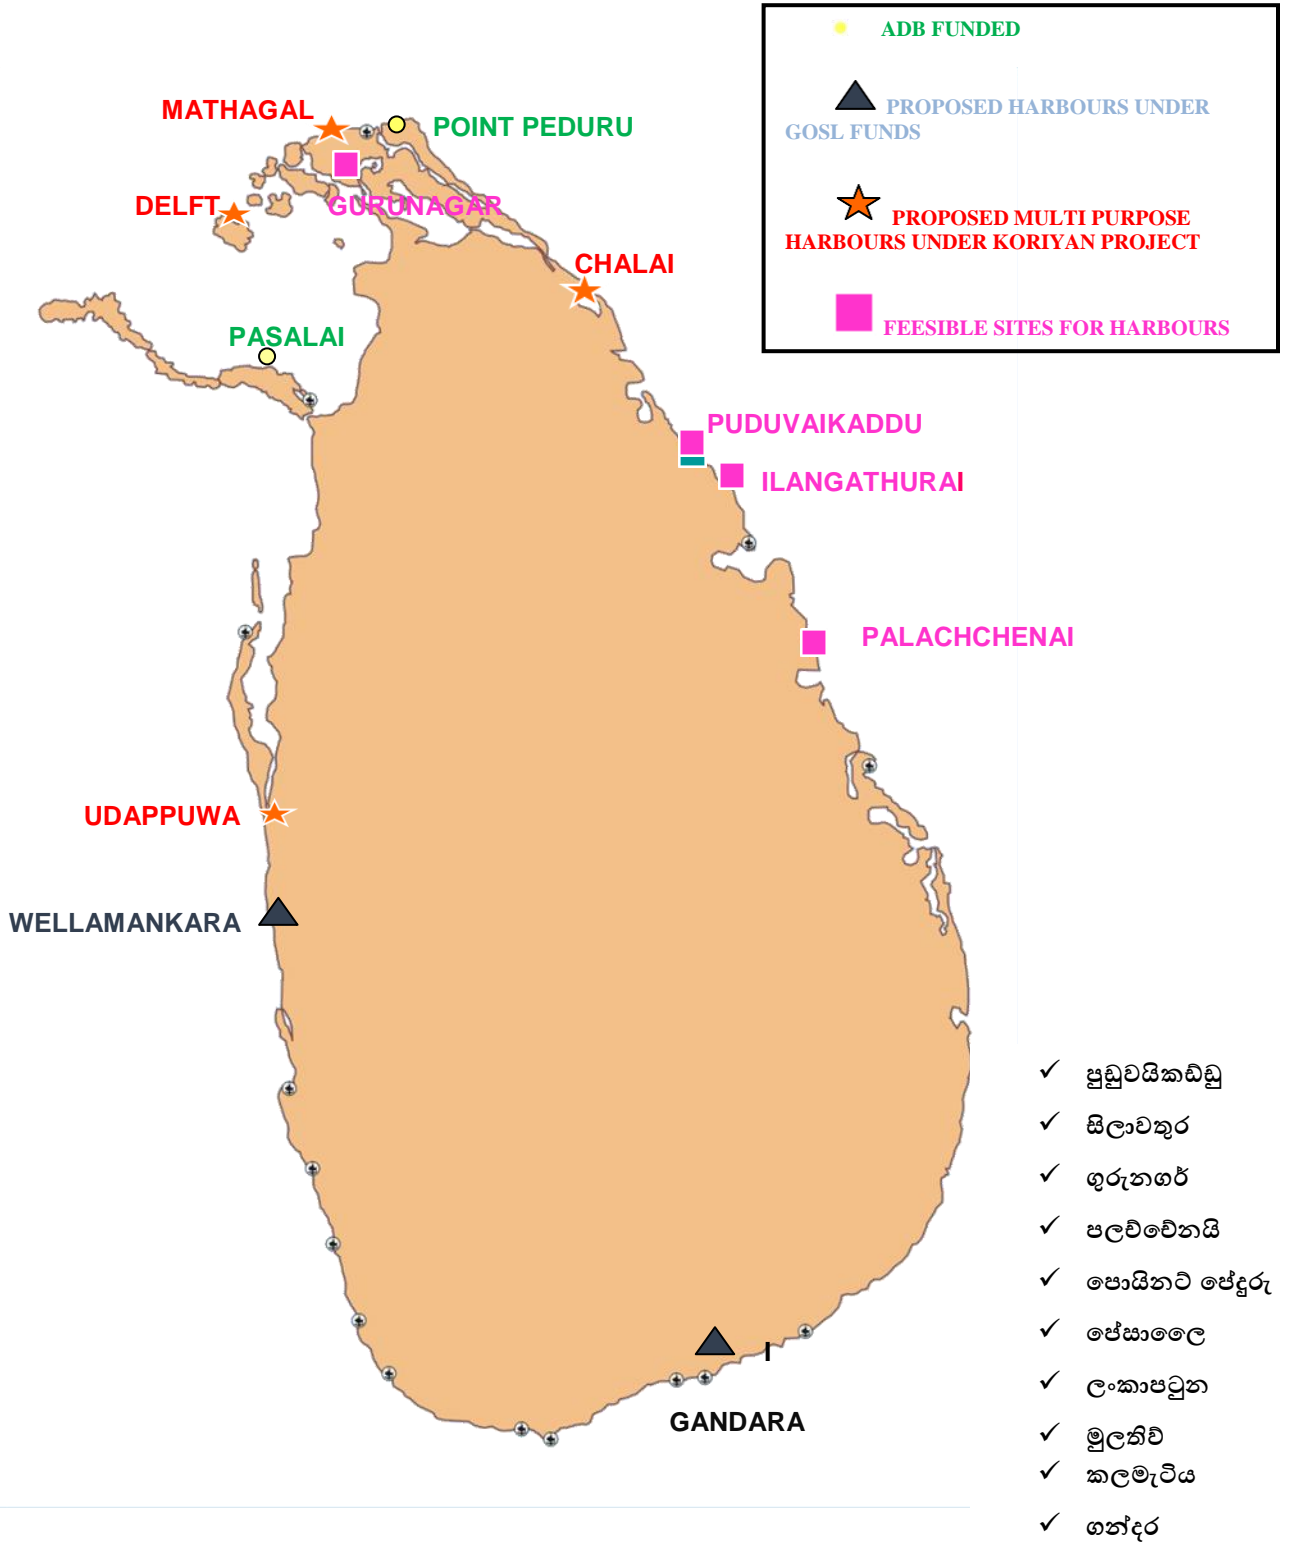 ADB FUNDED
PROPOSED HARBOURS UNDER
GOSL FUNDS
PROPOSED MULTI PURPOSE
HARBOURS UNDER KORIYAN PROJECT
FEESIBLE SITES FOR HARBOURS
MATHAGAL
POINT PEDURU
DELFT
GURUNAGAR
CHALAI
PASALAI
PUDUVAIKADDU
ILANGATHURAI
PALACHCHENAI
UDAPPUWA
WELLAMANKARA
I
GANDARA
✓ පුඩුවයිකඩ්ඩු
✓ සිලාවතුර
✓ ගුරුනගර්
✓ පලච්චේනයි
✓ පොයිනට් පේදුරු
✓ පේසාලෛ
✓ ලංකාපටුන
✓ මුලතිව්
✓ කලමැටිය
✓ ගන්දර